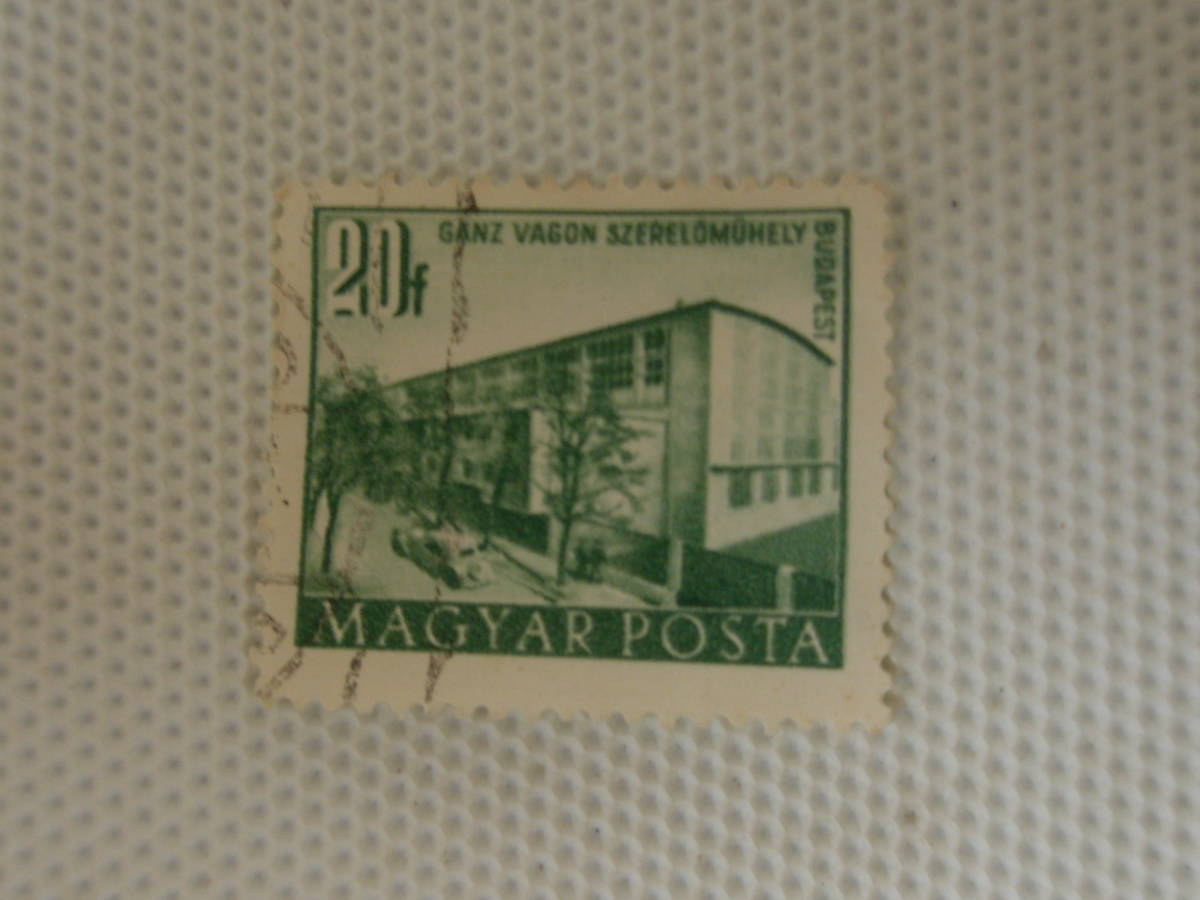 20f
GANZ VAGON SZERELŐMŰHELY
BUDAPEST
MAGYAR POSTA